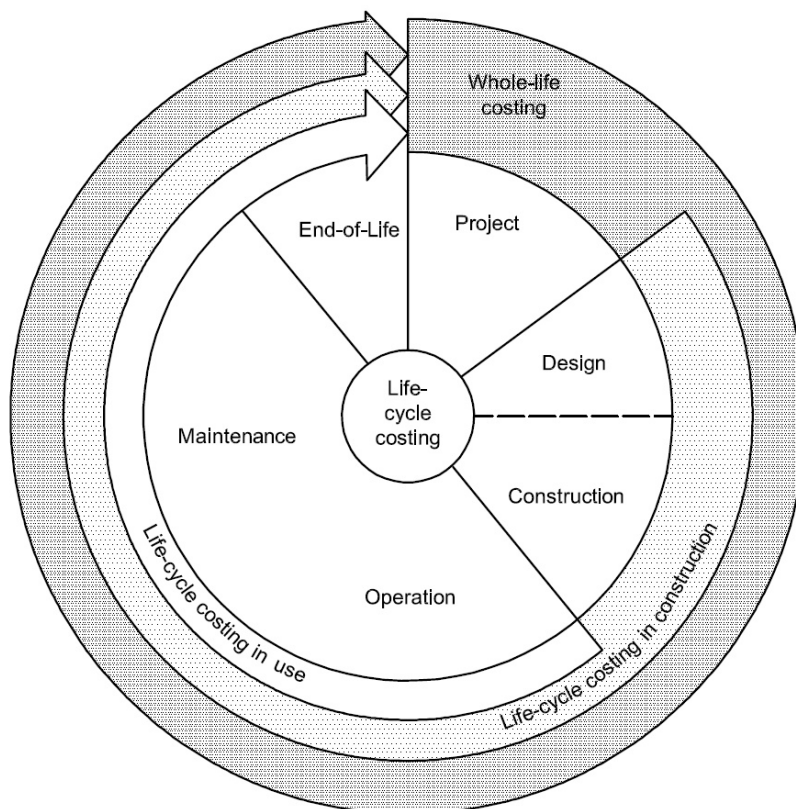 Whole-life
costing
End-of-Life
Project
Design
Life-
cycle
costing
Maintenance
Construction
Operation
Life-cycle costing in use
Life-cycle costing in construction